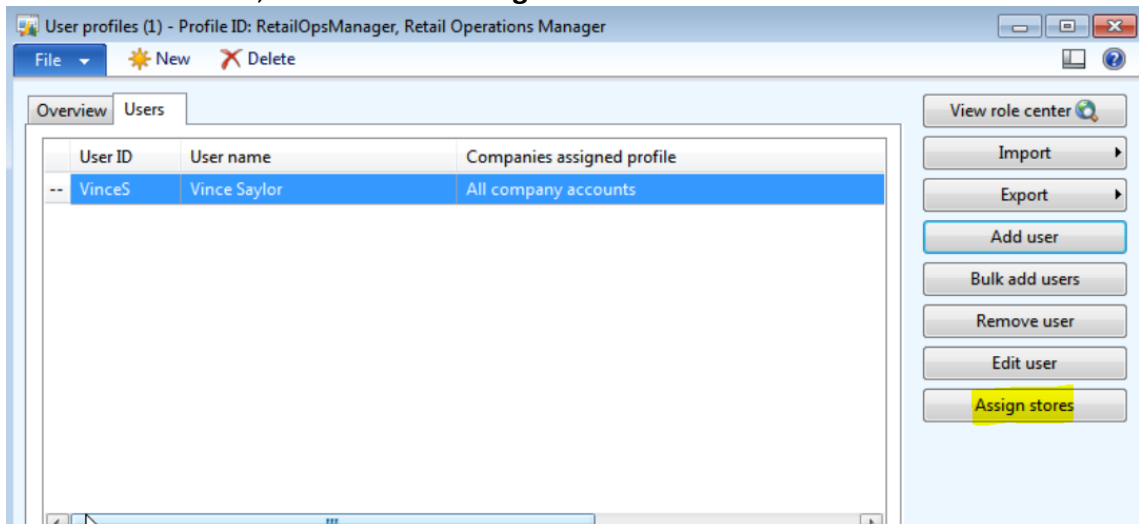 User profiles (1) - Profile ID: RetailOpsManager, Retail Operations Manager
File New Delete
Overview Users
User ID User name Companies assigned profile
-- VinceS Vince Saylor All company accounts
View role center
Import
Export
Add user
Bulk add users
Remove user
Edit user
Assign stores